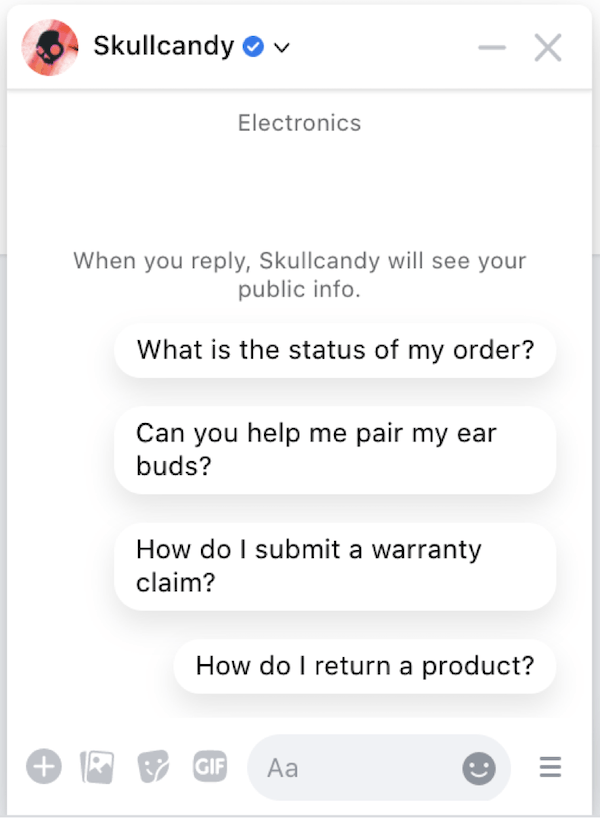 Skullcandy
Electronics
When you reply, Skullcandy will see your
public info.
What is the status of my order?
Can you help me pair my ear
buds?
How do I submit a warranty
claim?
How do I return a product?
GIF
Aa